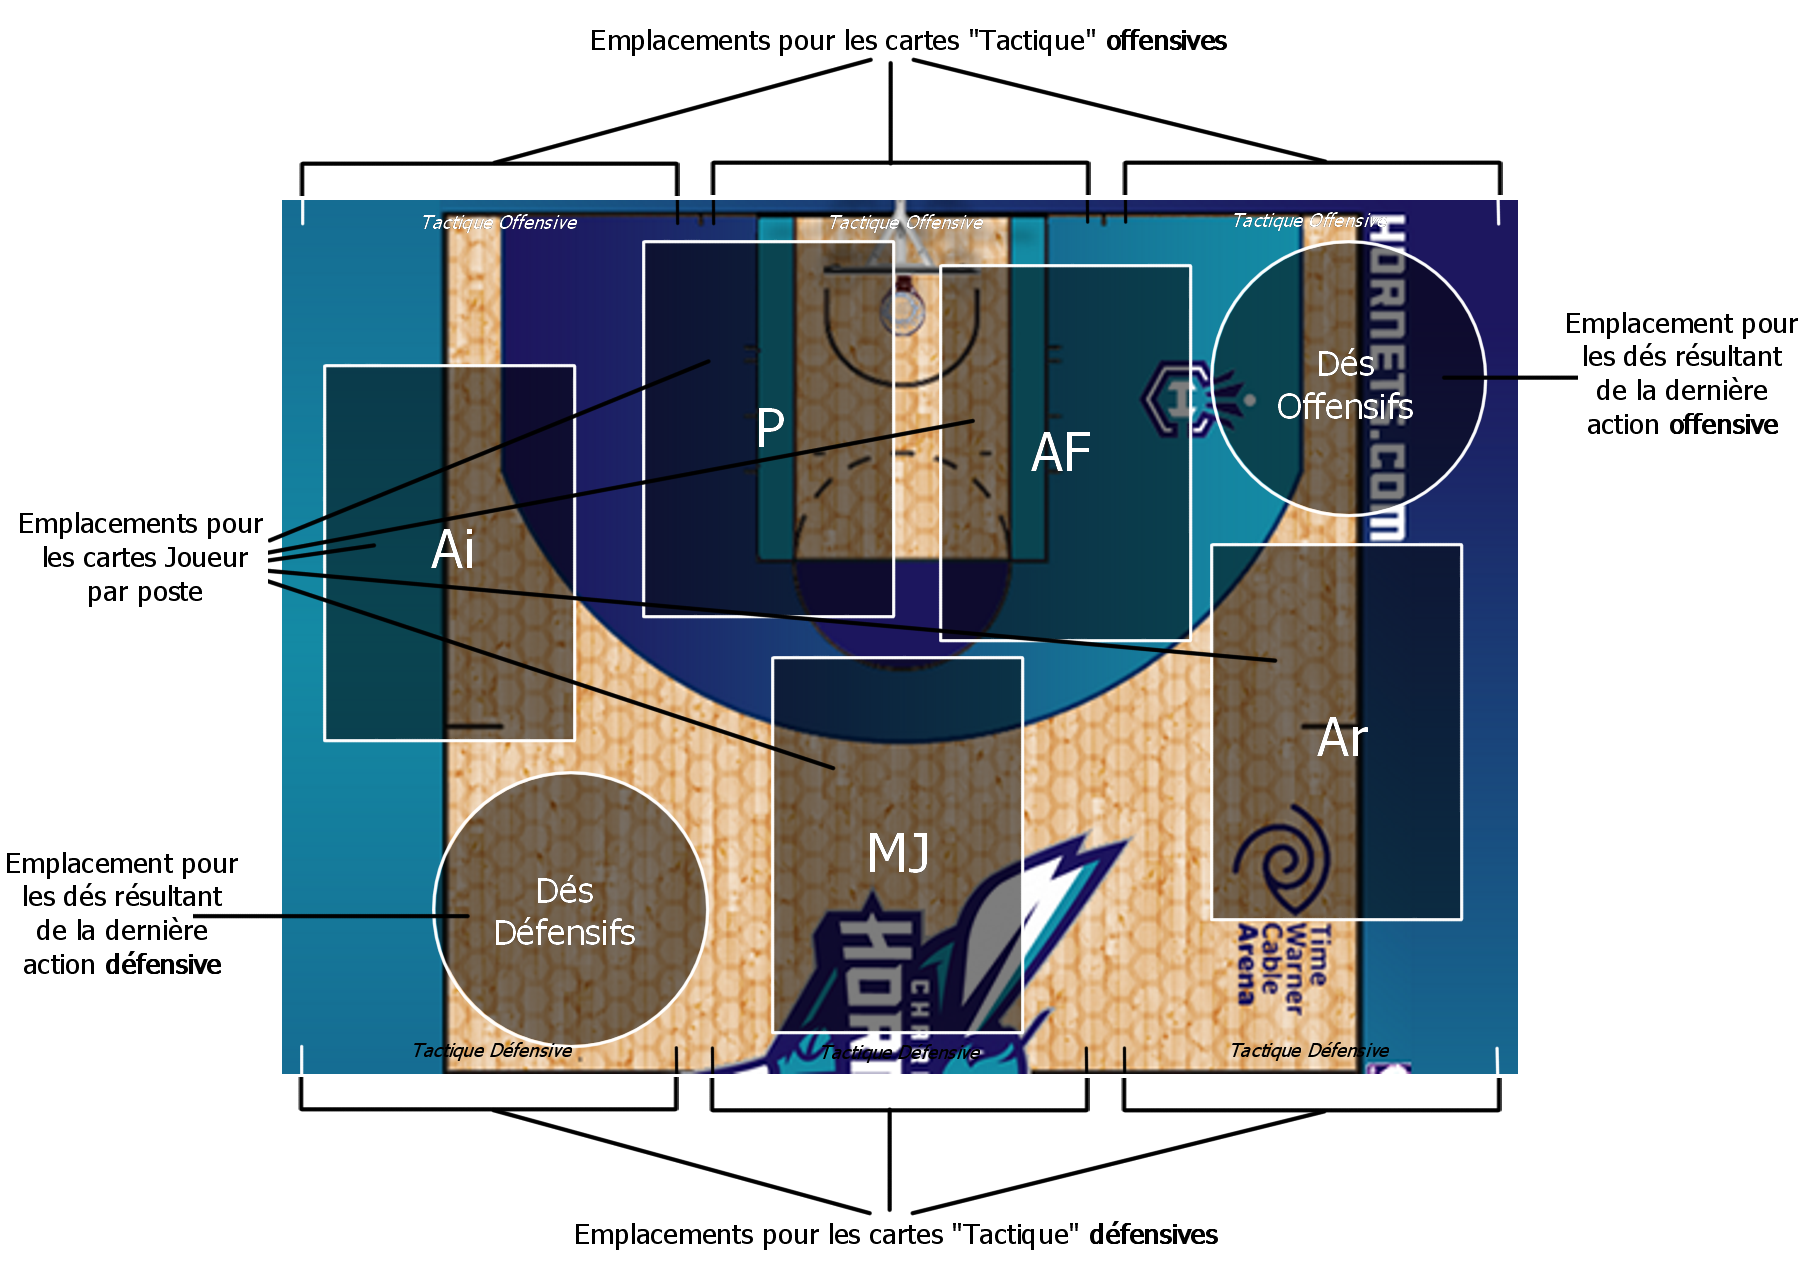 Emplacements pour les cartes "Tactique" offensives
Tactique Offensive
Tactique Offensive
Tactique Offensive
HORNETS.COM
Emplacement pour
les dés résultant
de la dernière
action offensive
Dés
Offensifs
P
AF
Emplacements pour
les cartes Joueur
par poste
Ai
Ar
MJ
Emplacement pour
les dés résultant
de la dernière
action défensive
Dés
Défensifs
Time
Warner
Cable
Arena
Tactique Défensive
Tactique Défensive
Tactique Défensive
Emplacements pour les cartes "Tactique" défensives